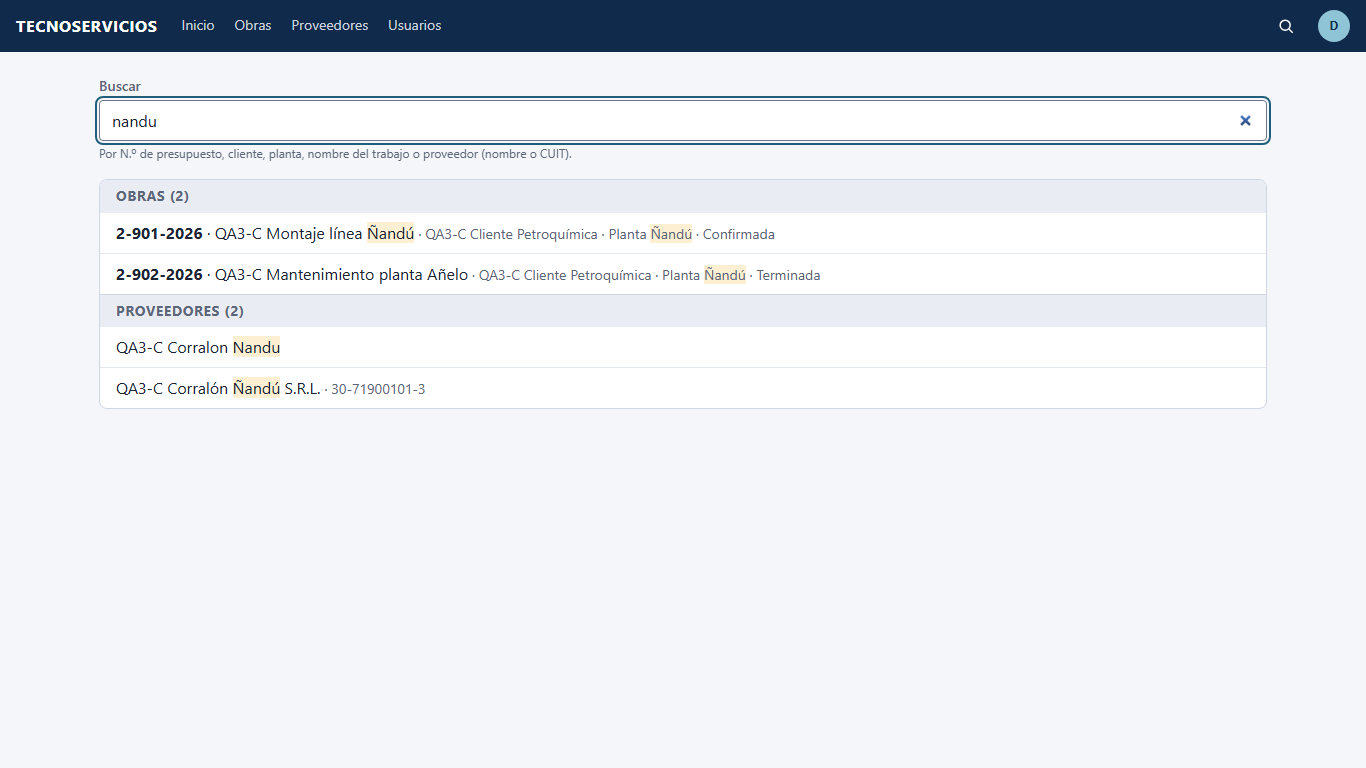 TECNOSERVICIOS Inicio Obras Proveedores Usuarios D
Buscar
nandu
Por N.º de presupuesto, cliente, planta, nombre del trabajo o proveedor (nombre o CUIT).
OBRAS (2)
2-901-2026 · QA3-C Montaje línea Ñandú · QA3-C Cliente Petroquímica · Planta Ñandú · Confirmada
2-902-2026 · QA3-C Mantenimiento planta Añelo · QA3-C Cliente Petroquímica · Planta Ñandú · Terminada
PROVEEDORES (2)
QA3-C Corralon Nandu
QA3-C Corralón Ñandú S.R.L. · 30-71900101-3